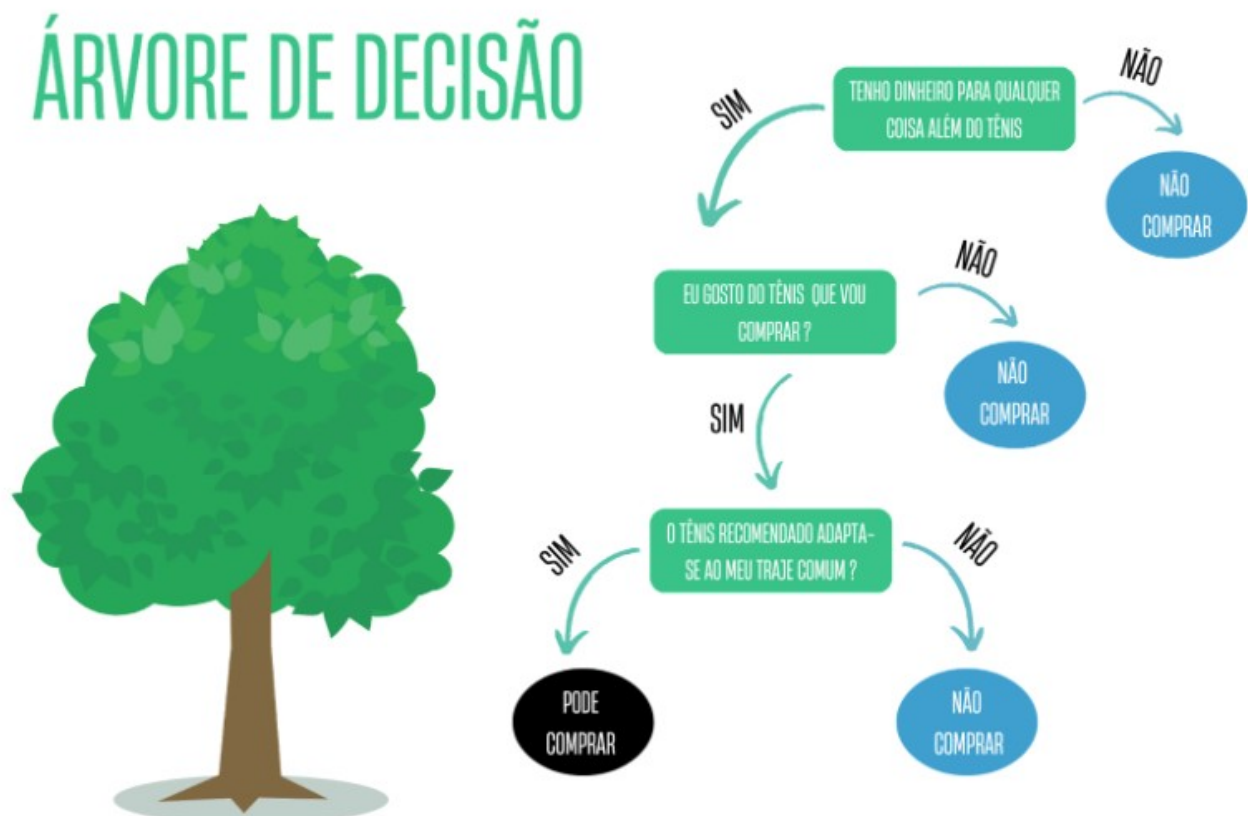 ÁRVORE DE DECISÃO
TENHO DINHEIRO PARA QUALQUER
COISA ALÉM DO TÊNIS
SIM
NÃO
NÃO
COMPRAR
EU GOSTO DO TÊNIS QUE VOU
COMPRAR ?
NÃO
NÃO
COMPRAR
SIM
O TÊNIS RECOMENDADO ADAPTA-
SE AO MEU TRAJE COMUM ?
SIM
NÃO
PODE
COMPRAR
NÃO
COMPRAR